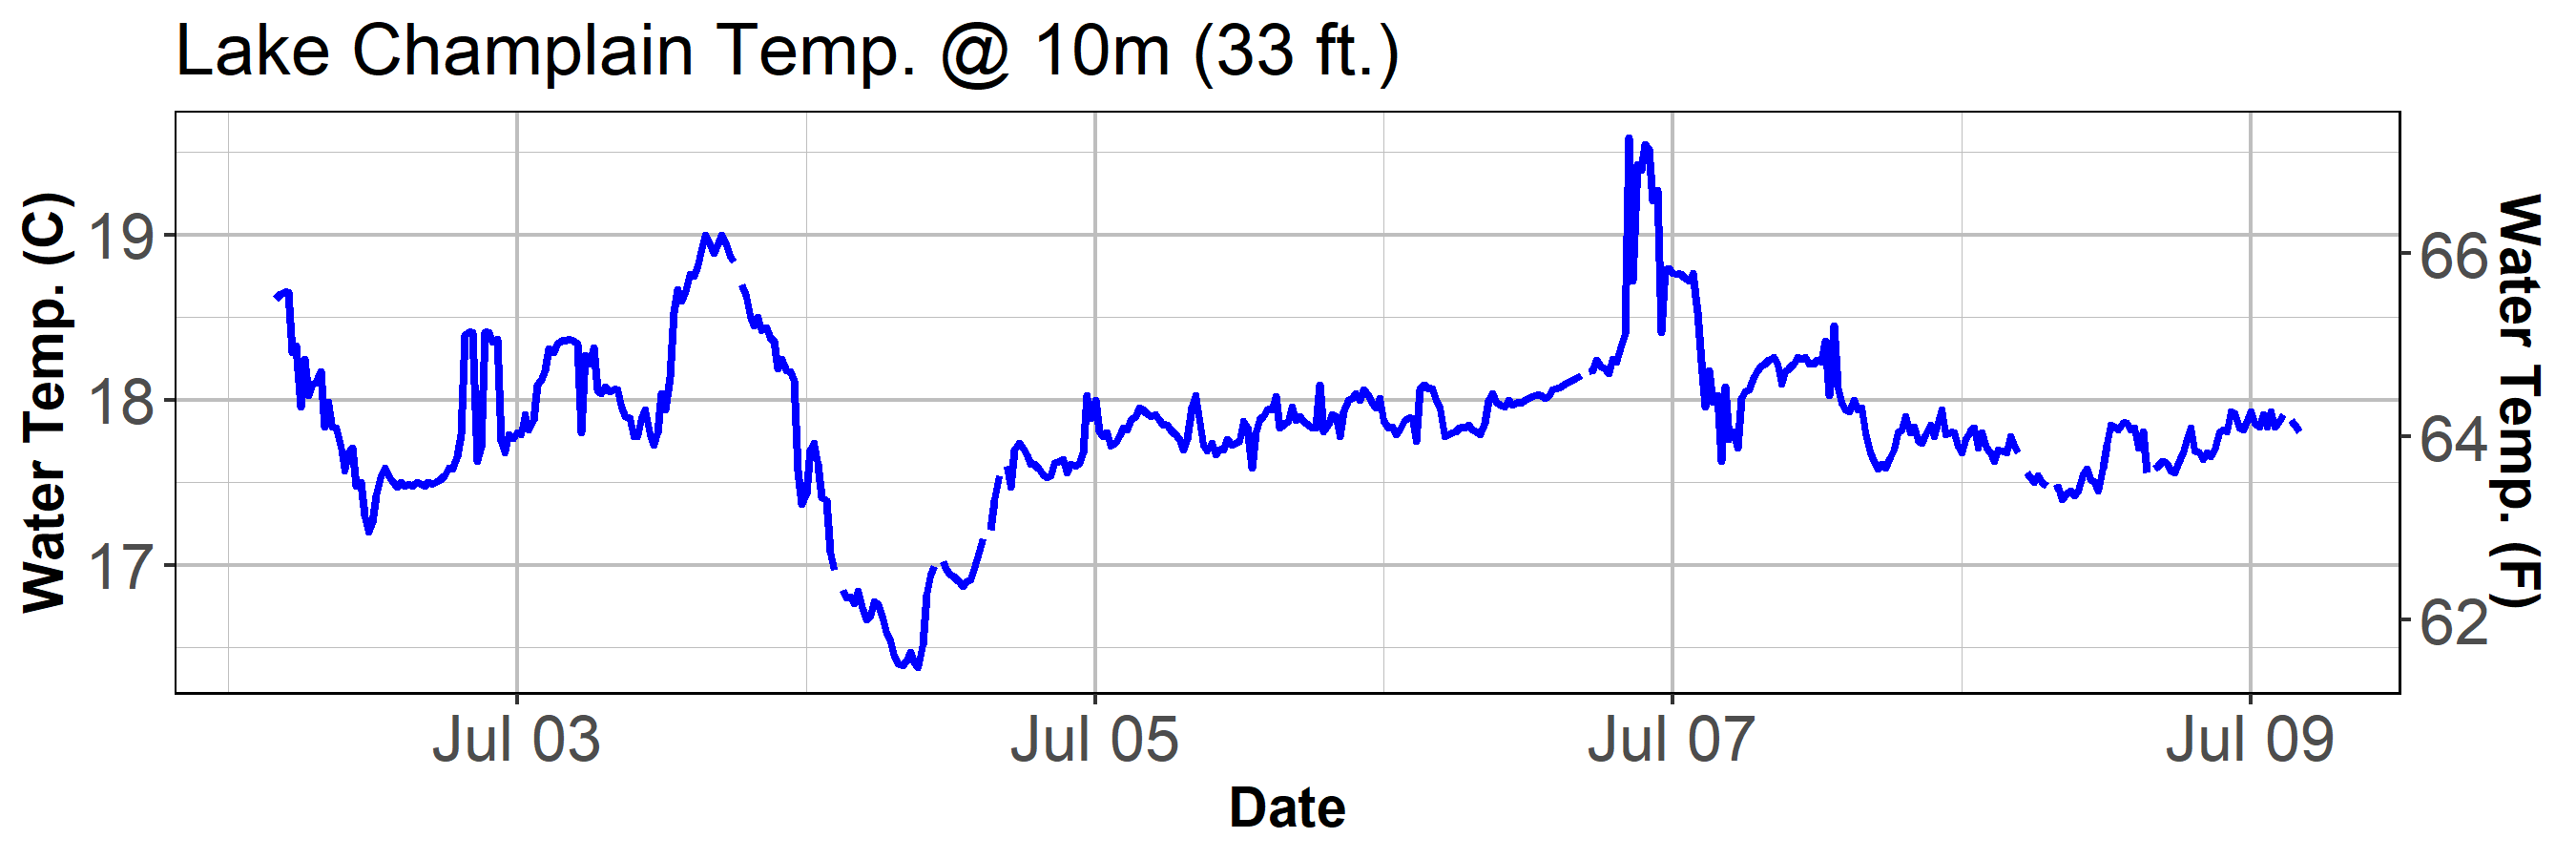 Lake Champlain Temp. @ 10m (33 ft.)
Water Temp. (C)
19
18
17
66
64
62
Water Temp. (F)
Jul 03
Jul 05
Jul 07
Jul 09
Date